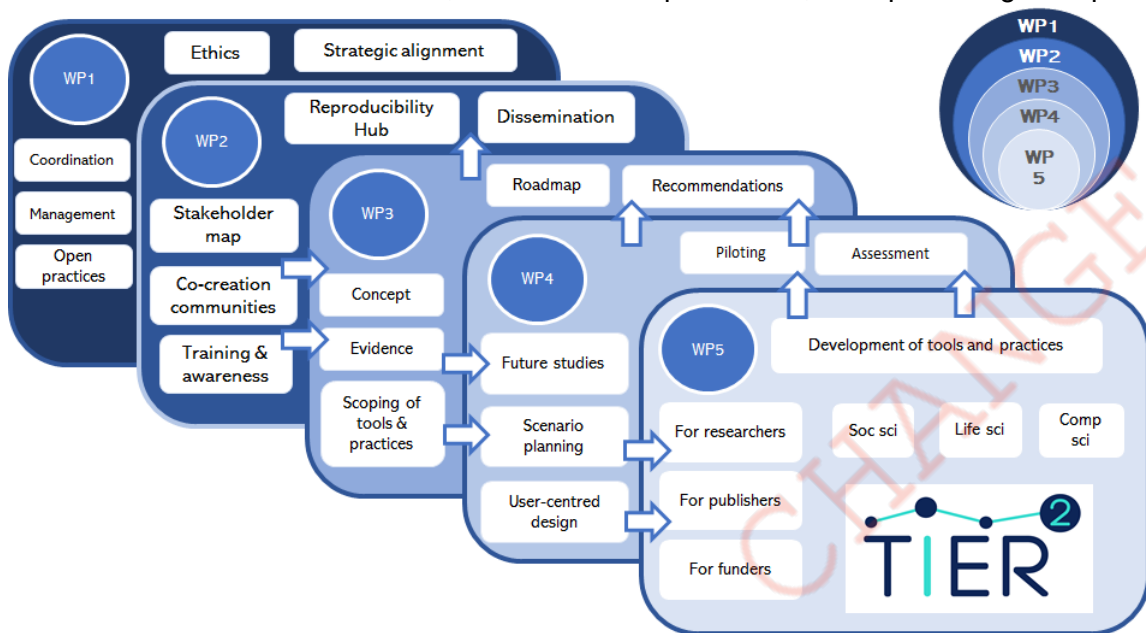 WP1
Ethics
Strategic alignment
Coordination
Management
Open
practices
WP2
Reproducibility
Hub
Dissemination
Stakeholder
map
Co-creation
communities
Training &
awareness
WP3
Roadmap
Recommendations
Concept
Evidence
Scoping of
tools &
practices
WP4
Piloting
Assessment
Future studies
Scenario
planning
User-centred
design
WP5
Development of tools and practices
For researchers
For publishers
For funders
Soc sci
Life sci
Comp
sci
TIER2
WP1
WP2
WP3
WP4
WP
5
CHANGE